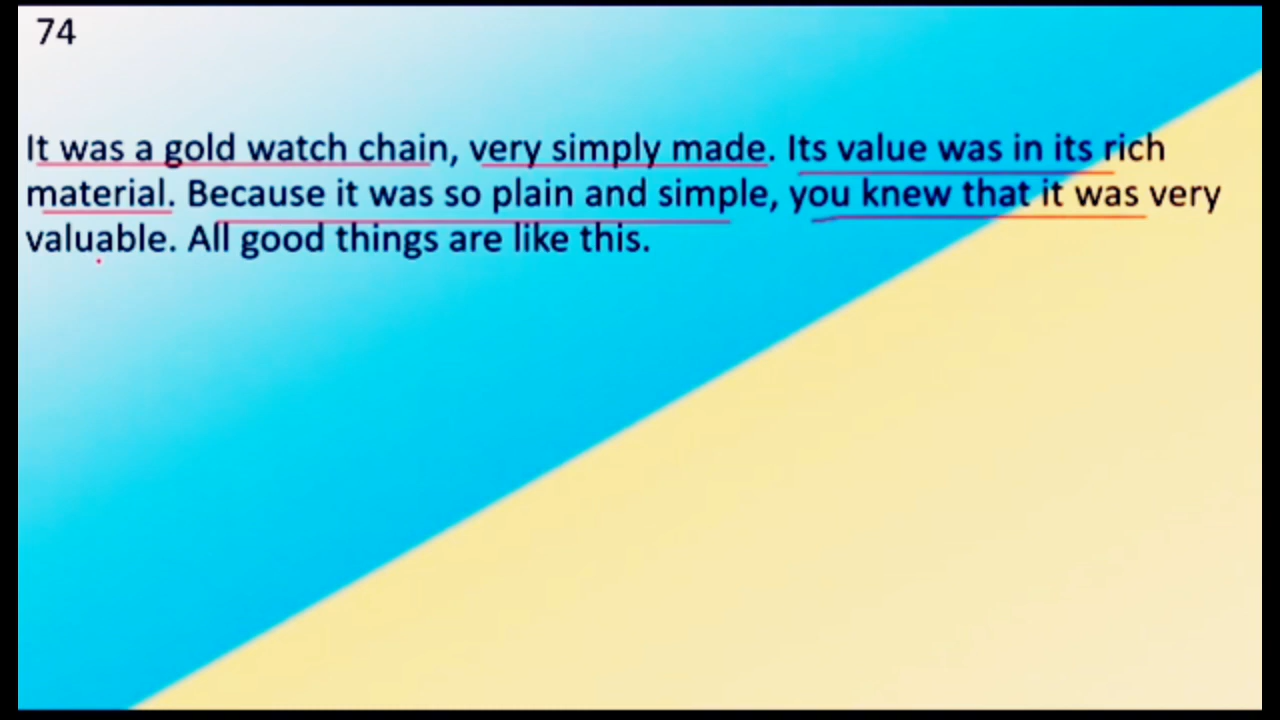 74
It was a gold watch chain, very simply made. Its value was in its rich
material. Because it was so plain and simple, you knew that it was very
valuable. All good things are like this.